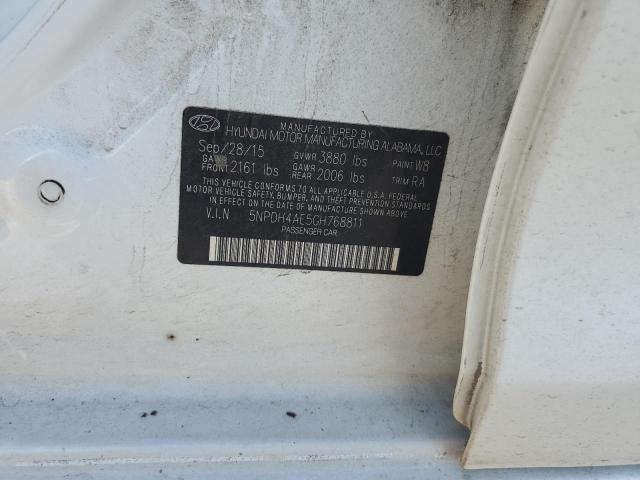 MANUFACTURED BY
HYUNDAI MOTOR MANUFACTURING ALABAMA, LLC
Sep/28/15 GVWR 3880 lbs PAINT W8
GAWR FRONT 2161 lbs GAWR REAR 2006 lbs TRIM RA
THIS VEHICLE CONFORMS TO ALL APPLICABLE U.S.A. FEDERAL
MOTOR VEHICLE SAFETY, BUMPER, AND THEFT PREVENTION STANDARDS
IN EFFECT ON THE DATE OF MANUFACTURE SHOWN ABOVE.
V.I.N 5NPDH4AE5GH768811
PASSENGER CAR